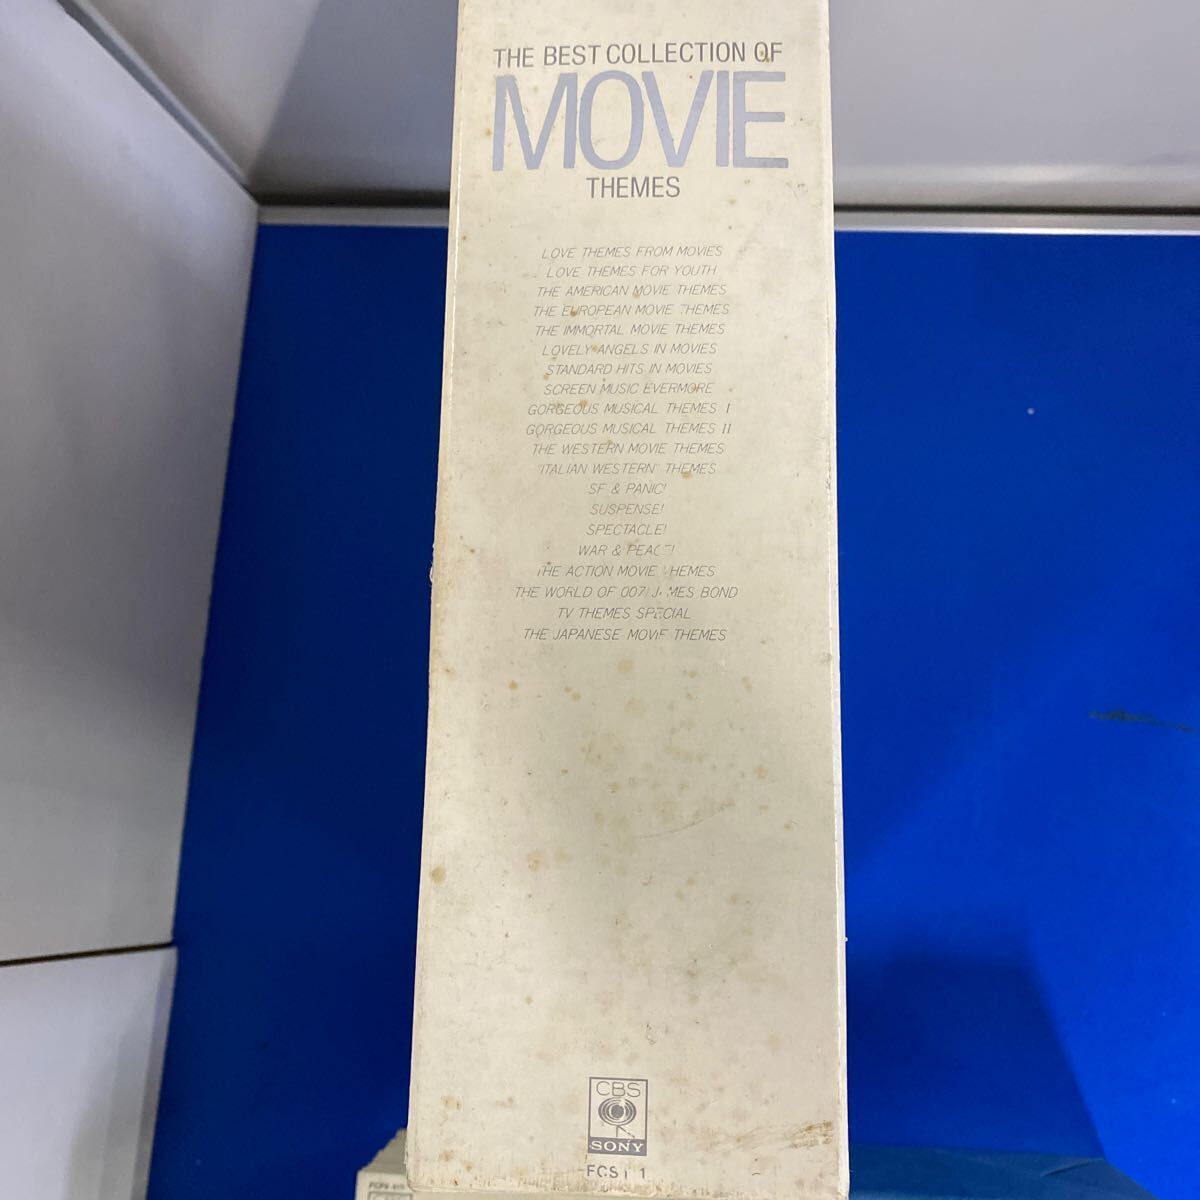 THE BEST COLLECTION OF
MOVIE
THEMES
LOVE THEMES FROM MOVIES
LOVE THEMES FOR YOUTH
THE AMERICAN MOVIE THEMES
THE EUROPEAN MOVIE THEMES
THE IMMORTAL MOVIE THEMES
LOVELY ANGELS IN MOVIES
STANDARD HITS IN MOVIES
SCREEN MUSIC EVERMORE
GORGEOUS MUSICAL THEMES I
GORGEOUS MUSICAL THEMES II
THE WESTERN MOVIE THEMES
"ITALIAN WESTERN" THEMES
SF & PANIC!
SUSPENSE!
SPECTACLE!
WAR & PEACE!
THE ACTION MOVIE THEMES
THE WORLD OF 007/JAMES BOND
TV THEMES SPECIAL
THE JAPANESE MOVIE THEMES
CBS
SONY